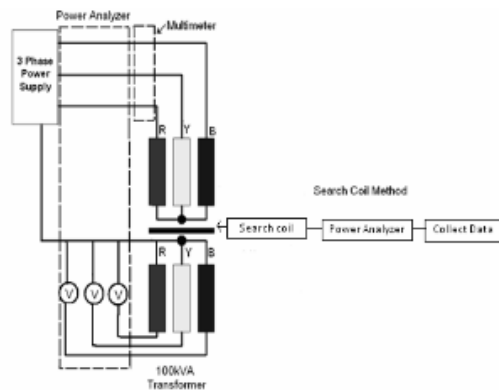 Power Analyzer
Multimeter
3 Phase
Power
Supply
R Y B
Search Coil Method
Search coil
Power Analyzer
Collect Data
R Y B
V V V
100kVA
Transformer